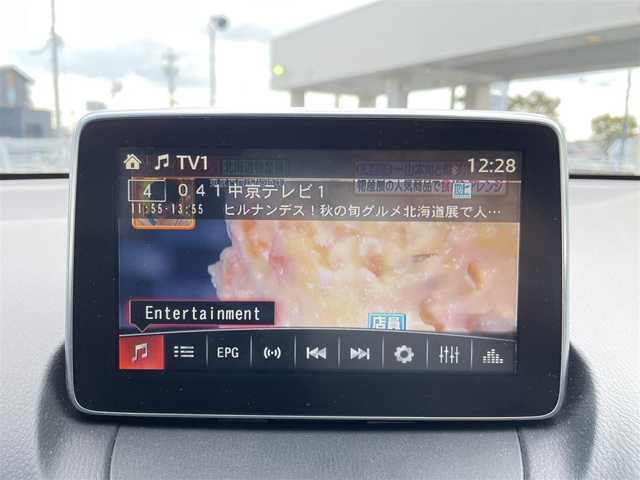 TV1 12:28
4 041 中京テレビ1
11:55-13:55 ヒルナンデス!秋の旬グルメ北海道展で人…
Entertainment
店員
EPG